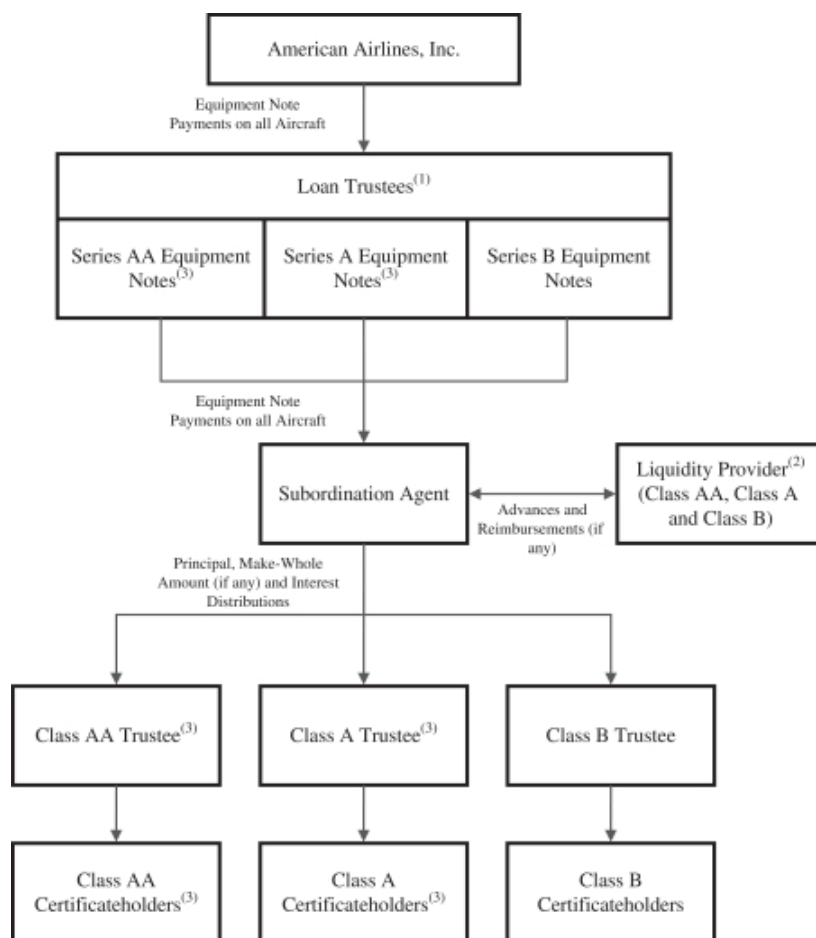 American Airlines, Inc.
Equipment Note
Payments on all Aircraft
Loan Trustees(1)
Series AA Equipment
Notes(3)
Series A Equipment
Notes(3)
Series B Equipment
Notes
Equipment Note
Payments on all Aircraft
Subordination Agent
Advances and
Reimbursements (if
any)
Liquidity Provider(2)
(Class AA, Class A
and Class B)
Principal, Make-Whole
Amount (if any) and Interest
Distributions
Class AA Trustee(3)
Class A Trustee(3)
Class B Trustee
Class AA
Certificateholders(3)
Class A
Certificateholders(3)
Class B
Certificateholders